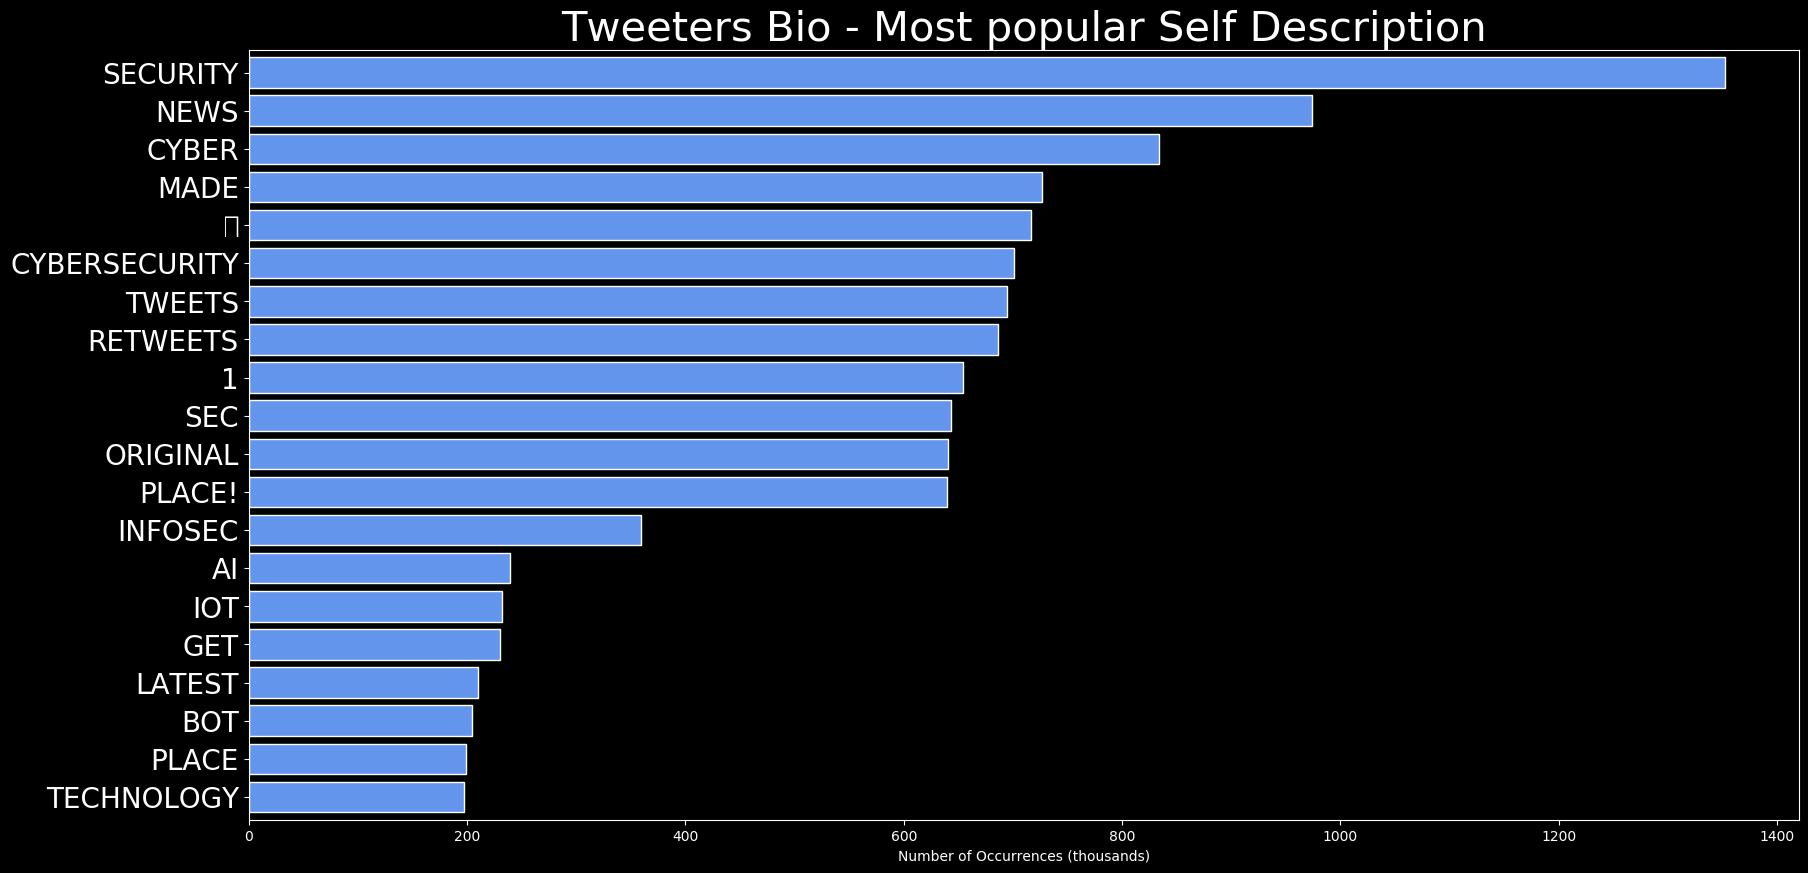 Tweeters Bio - Most popular Self Description
SECURITY
NEWS
CYBER
MADE
CYBERSECURITY
TWEETS
RETWEETS
1
SEC
ORIGINAL
PLACE!
INFOSEC
AI
IOT
GET
LATEST
BOT
PLACE
TECHNOLOGY
0 200 400 600 800 1000 1200 1400
Number of Occurrences (thousands)